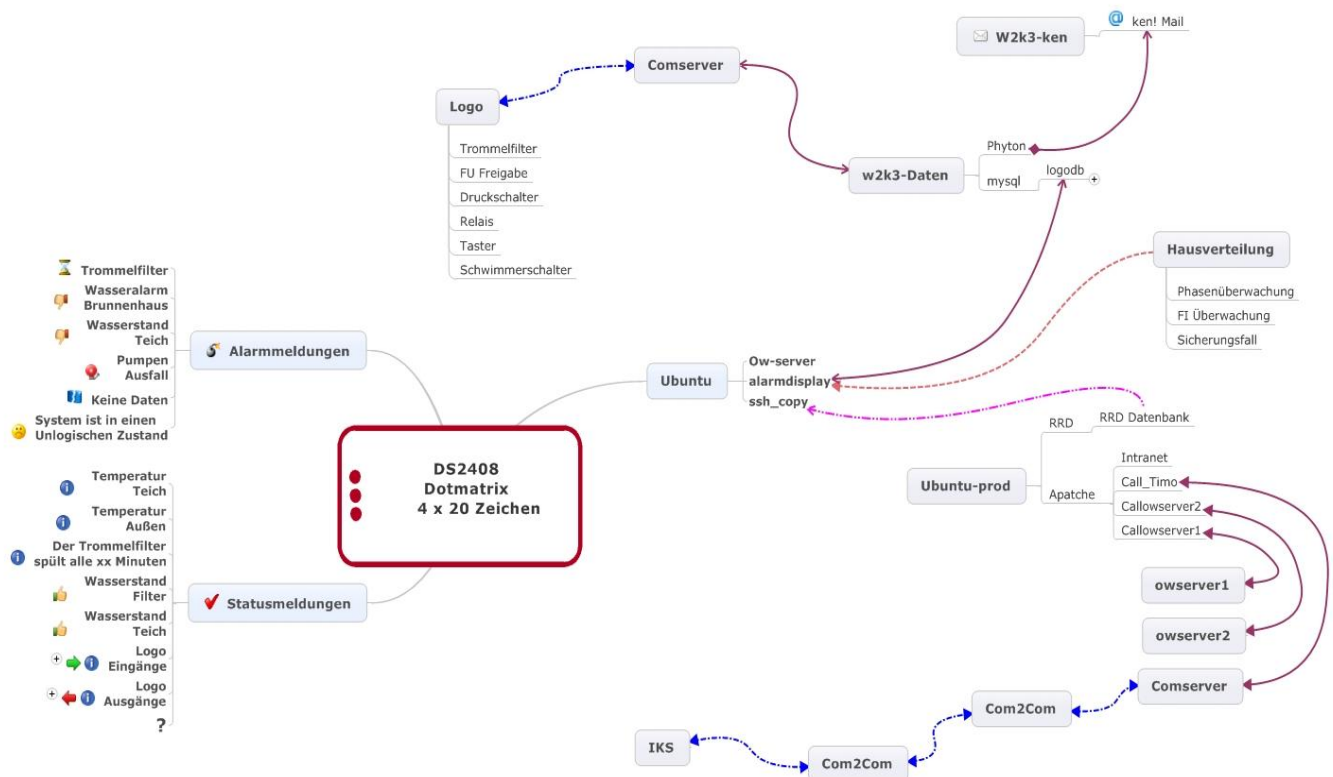 W2k3-ken
ken! Mail
Comserver
Logo
Trommelfilter
FU Freigabe
Druckschalter
Relais
Taster
Schwimmerschalter
w2k3-Daten
Phyton
mysql
logodb
Hausverteilung
Phasenüberwachung
FI Überwachung
Sicherungsfall
Trommelfilter
Wasseralarm
Brunnenhaus
Wasserstand
Teich
Pumpen
Ausfall
Keine Daten
System ist in einen
Unlogischen Zustand
Alarmmeldungen
Ubuntu
Ow-server
alarmdisplay
ssh_copy
DS2408
Dotmatrix
4 x 20 Zeichen
Ubuntu-prod
RRD
RRD Datenbank
Apatche
Intranet
Call_Timo
Callowserver2
Callowserver1
Temperatur
Teich
Temperatur
Außen
Der Trommelfilter
spült alle xx Minuten
Wasserstand
Filter
Wasserstand
Teich
Logo
Eingänge
Logo
Ausgänge
?
Statusmeldungen
owserver1
owserver2
Comserver
Com2Com
Com2Com
IKS